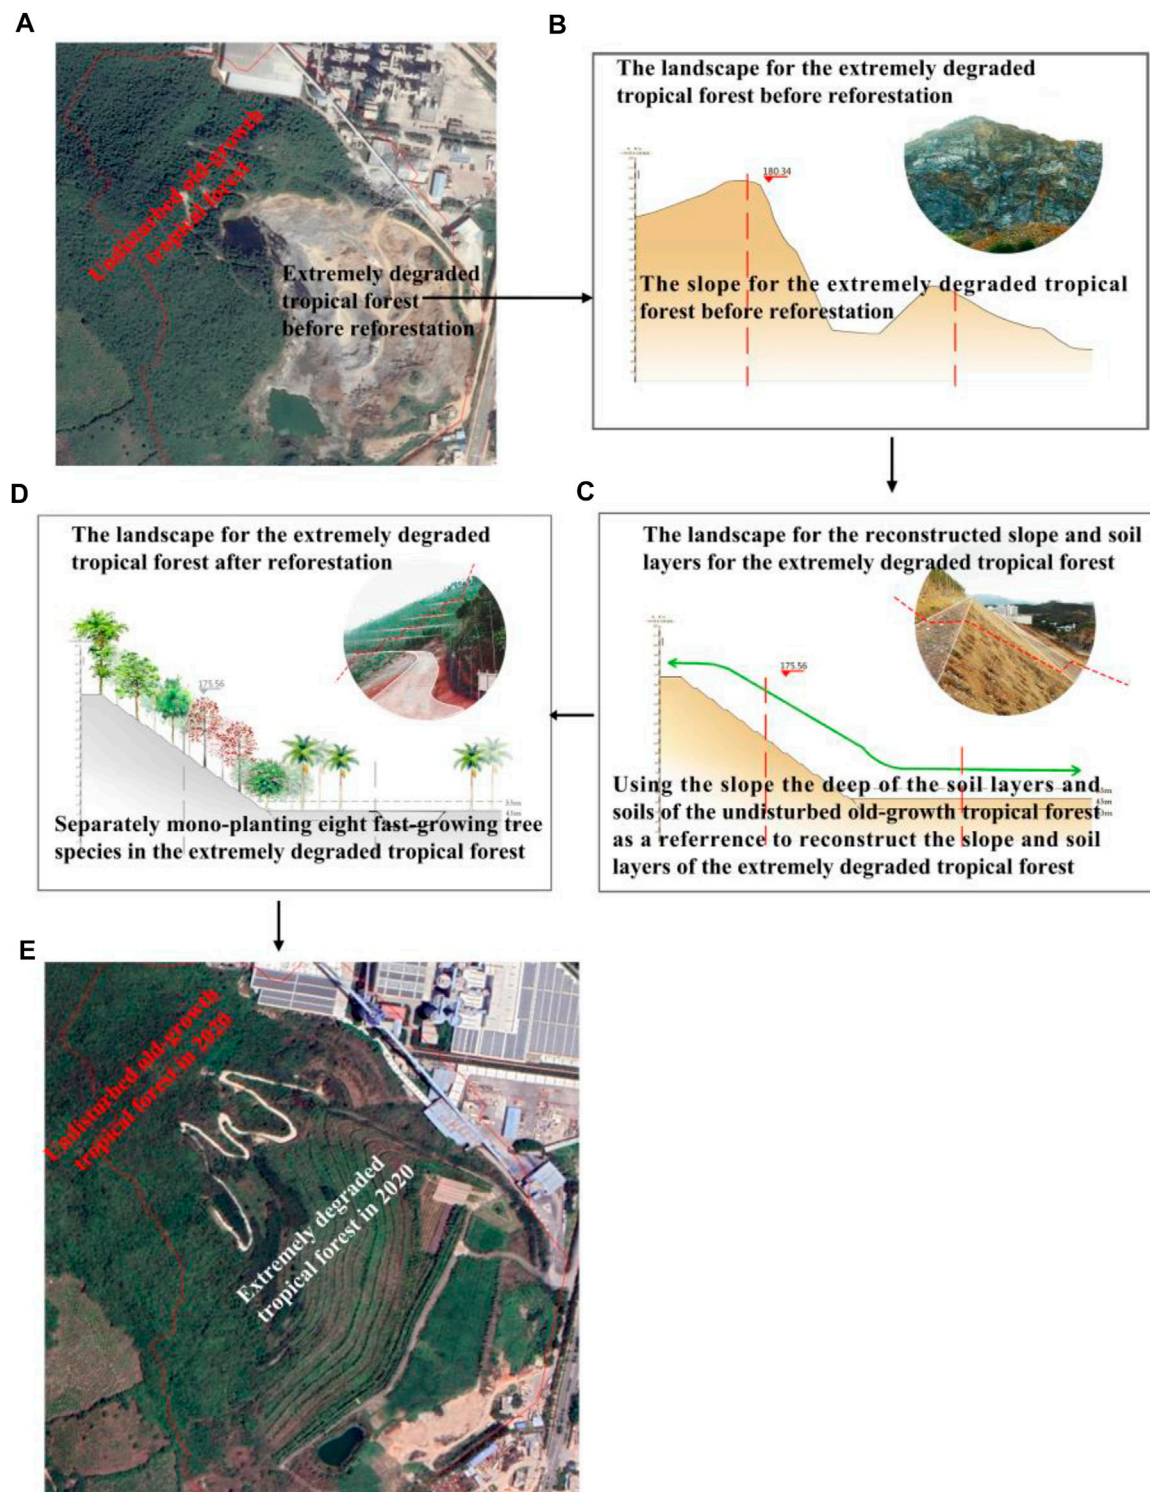 A
Undisturbed old-growth
tropical forest
Extremely degraded
tropical forest
before reforestation
B
The landscape for the extremely degraded
tropical forest before reforestation
180.34
The slope for the extremely degraded tropical
forest before reforestation
C
The landscape for the reconstructed slope and soil
layers for the extremely degraded tropical forest
175.56
Using the slope the deep of the soil layers and
soils of the undisturbed old-growth tropical forest
as a referrence to reconstruct the slope and soil
layers of the extremely degraded tropical forest
43m
D
The landscape for the extremely degraded
tropical forest after reforestation
175.56
53m
43m
Separately mono-planting eight fast-growing tree
species in the extremely degraded tropical forest
E
Undisturbed old-growth
tropical forest in 2020
Extremely degraded
tropical forest in 2020